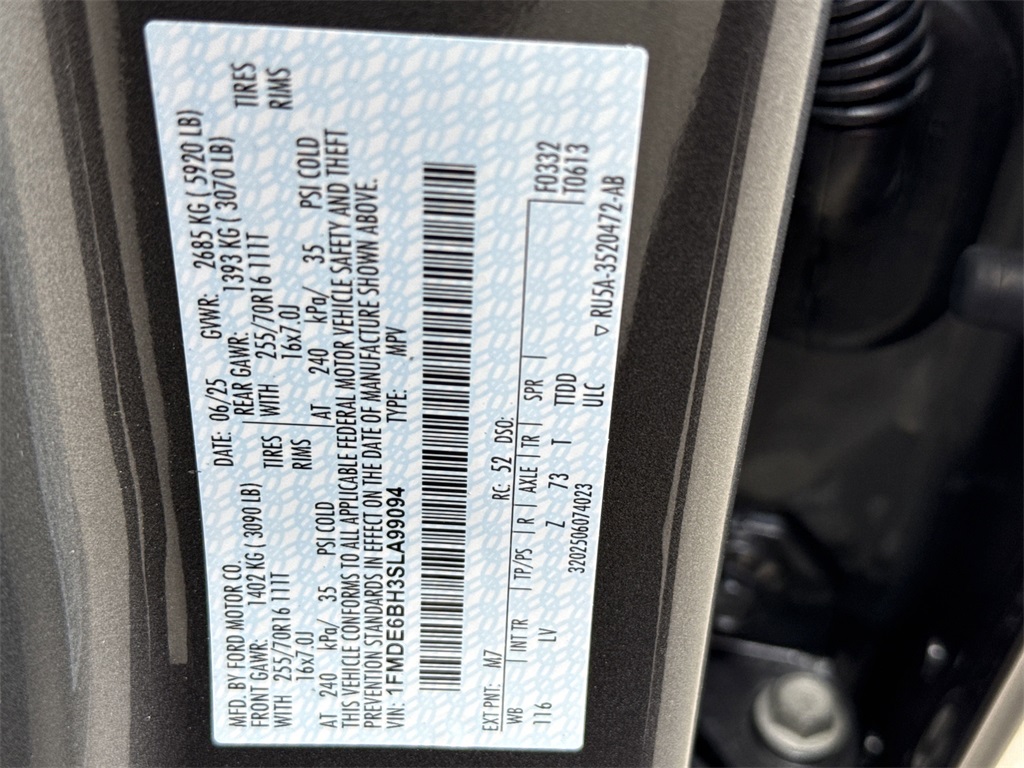 MFD. BY FORD MOTOR CO.
DATE: 06/25 GVWR: 2685 KG ( 5920 LB)
FRONT GAWR: 1402 KG (3090 LB) REAR GAWR: 1393 KG ( 3070 LB)
WITH 255/70R16 111T TIRES WITH 255/70R16 111T TIRES
16x7.0J RIMS 16x7.0J RIMS
AT 240 kPa/ 35 PSI COLD AT 240 kPa/ 35 PSI COLD
THIS VEHICLE CONFORMS TO ALL APPLICABLE FEDERAL MOTOR VEHICLE SAFETY AND THEFT
PREVENTION STANDARDS IN EFFECT ON THE DATE OF MANUFACTURE SHOWN ABOVE.
VIN: 1FMDE6BH3SLA99094 TYPE: MPV
EXT PNT: M7 RC: 52 DSO: F0332
WB INT TR TP/PS R AXLE TR SPR T0613
116 LV Z 73 T TTDD
3202506074023 ULC ▽ RU5A-3520472-AB